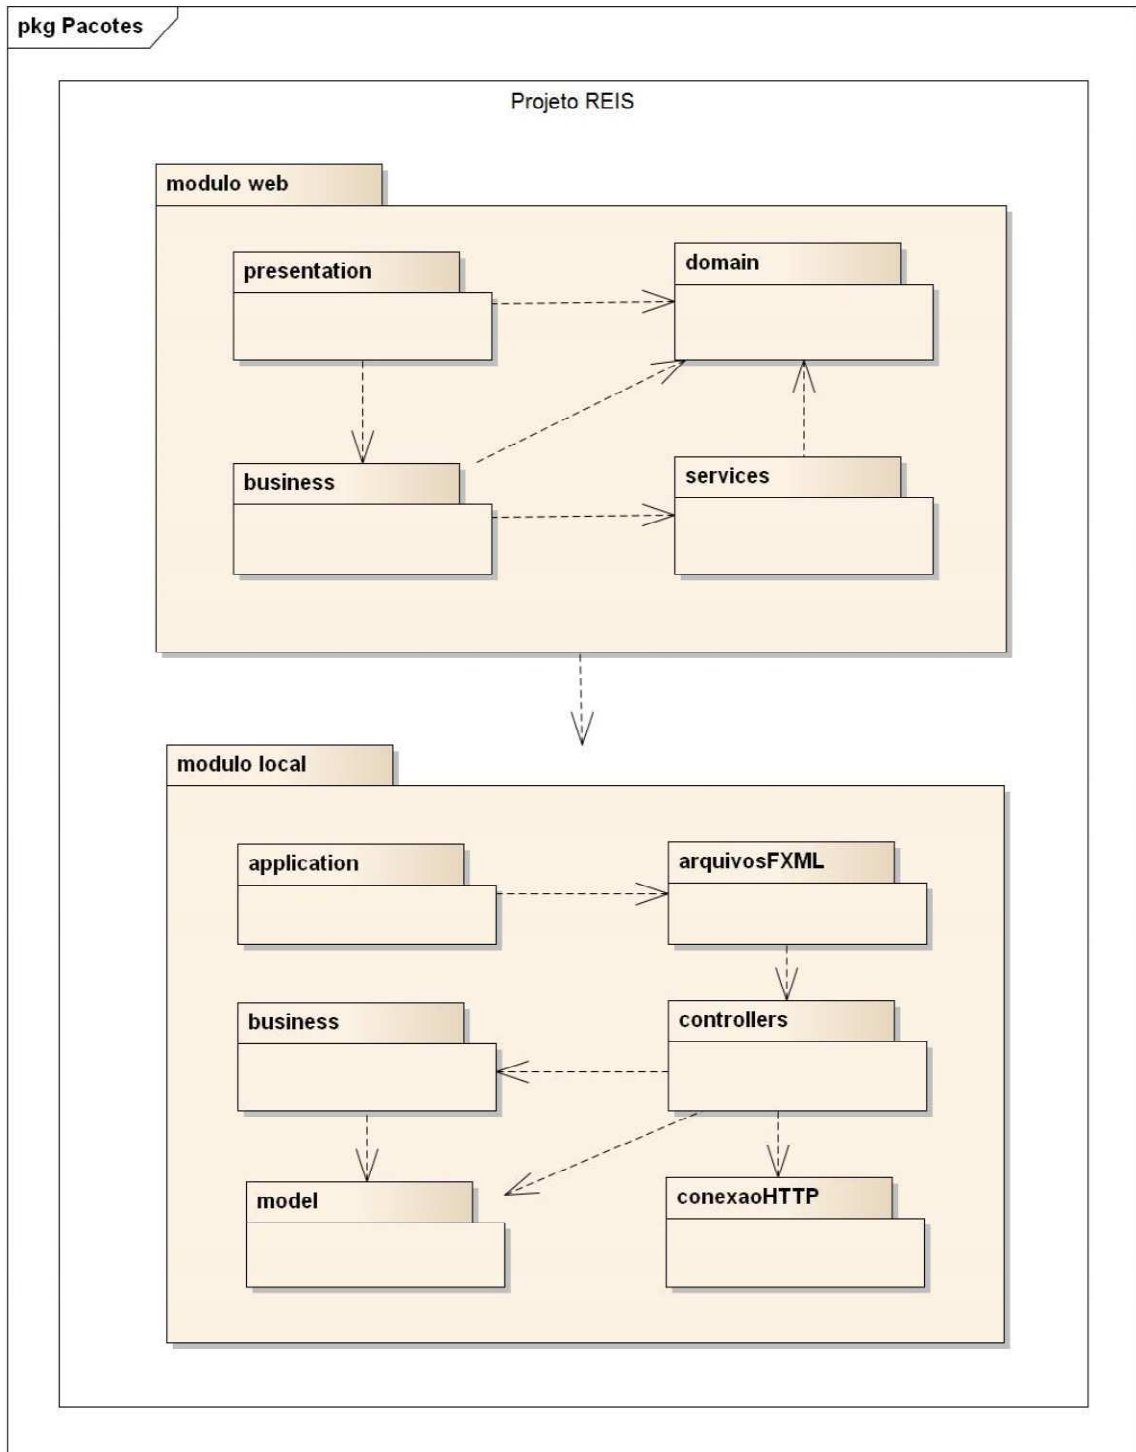 pkg Pacotes
Projeto REIS
modulo web
presentation
domain
business
services
modulo local
application
arquivosFXML
business
controllers
model
conexaoHTTP